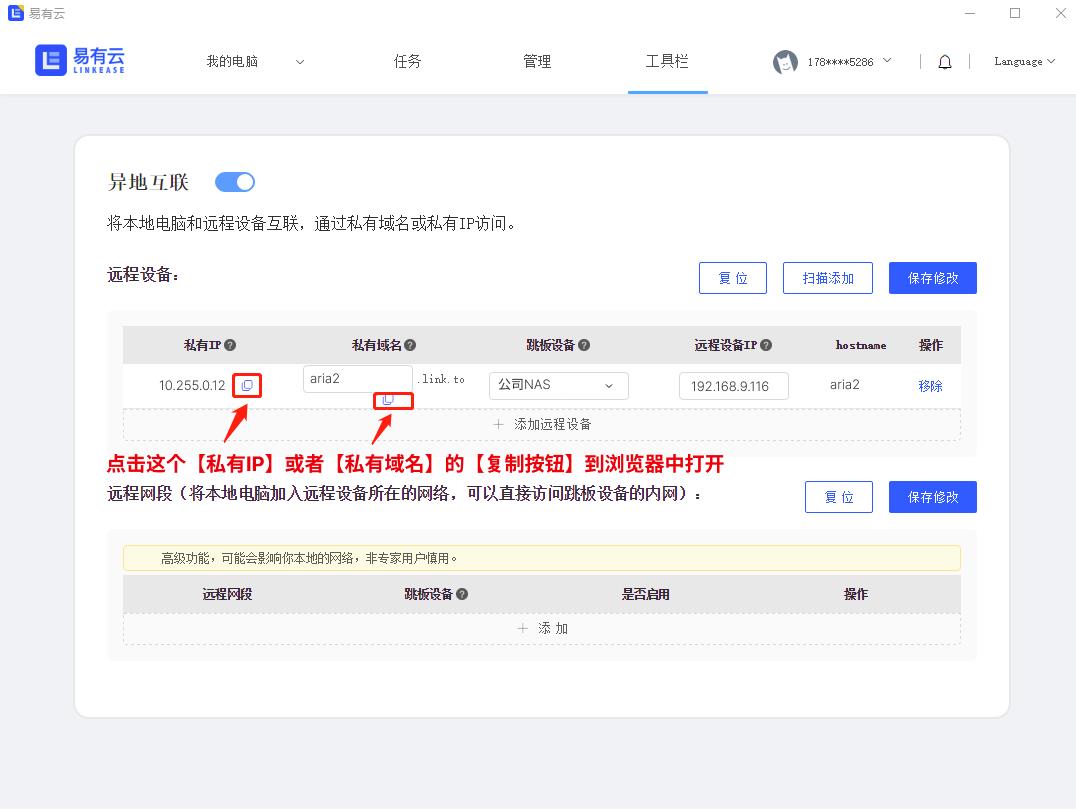 易有云
易有云
LINKEASE
我的电脑
任务
管理
工具栏
178****5286
Language
异地互联
将本地电脑和远程设备互联，通过私有域名或私有IP访问。
远程设备：
复 位
扫描添加
保存修改
私有IP 私有域名 跳板设备 远程设备IP hostname 操作
10.255.0.12 aria2 .link.to 公司NAS 192.168.9.116 aria2 移除
＋ 添加远程设备
点击这个【私有IP】或者【私有域名】的【复制按钮】到浏览器中打开
远程网段（将本地电脑加入远程设备所在的网络，可以直接访问跳板设备的内网）：
复 位
保存修改
高级功能，可能会影响你本地的网络，非专家用户慎用。
远程网段 跳板设备 是否启用 操作
＋ 添 加